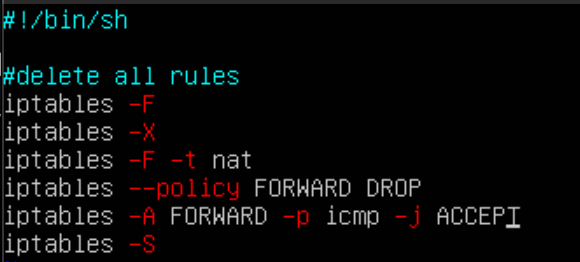 #!/bin/sh
#delete all rules
iptables -F
iptables -X
iptables -F -t nat
iptables --policy FORWARD DROP
iptables -A FORWARD -p icmp -j ACCEPT
iptables -S